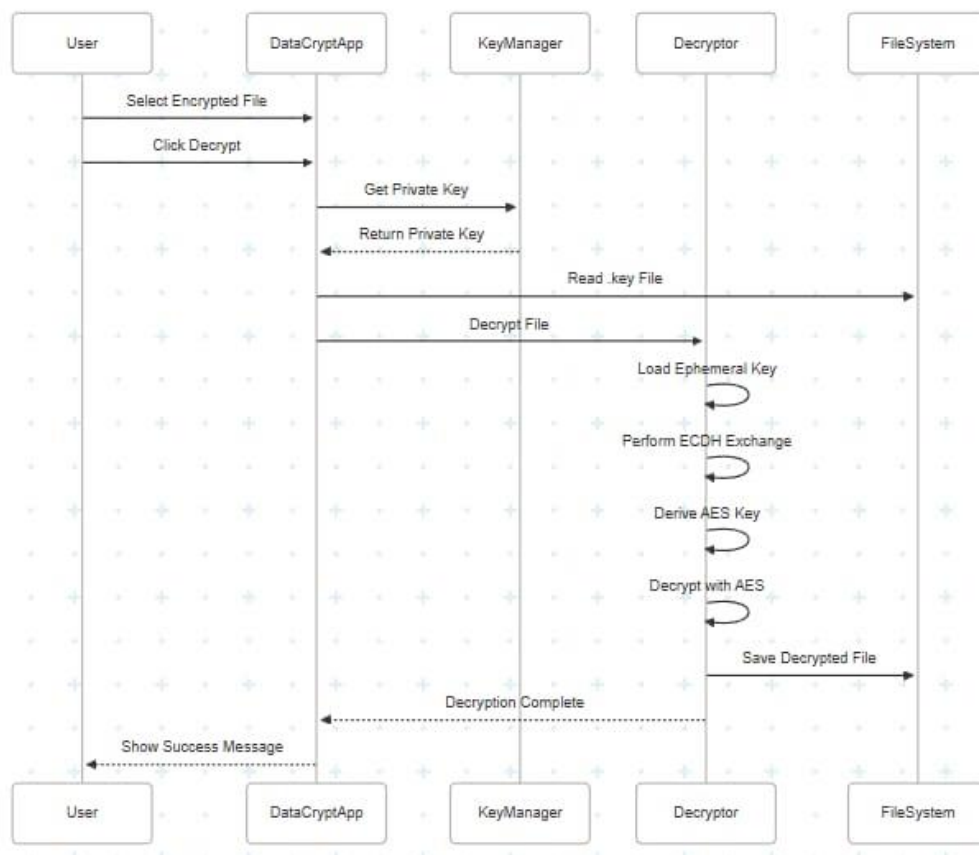 User
DataCryptApp
KeyManager
Decryptor
FileSystem
Select Encrypted File
Click Decrypt
Get Private Key
Return Private Key
Read .key File
Decrypt File
Load Ephemeral Key
Perform ECDH Exchange
Derive AES Key
Decrypt with AES
Save Decrypted File
Decryption Complete
Show Success Message
User
DataCryptApp
KeyManager
Decryptor
FileSystem